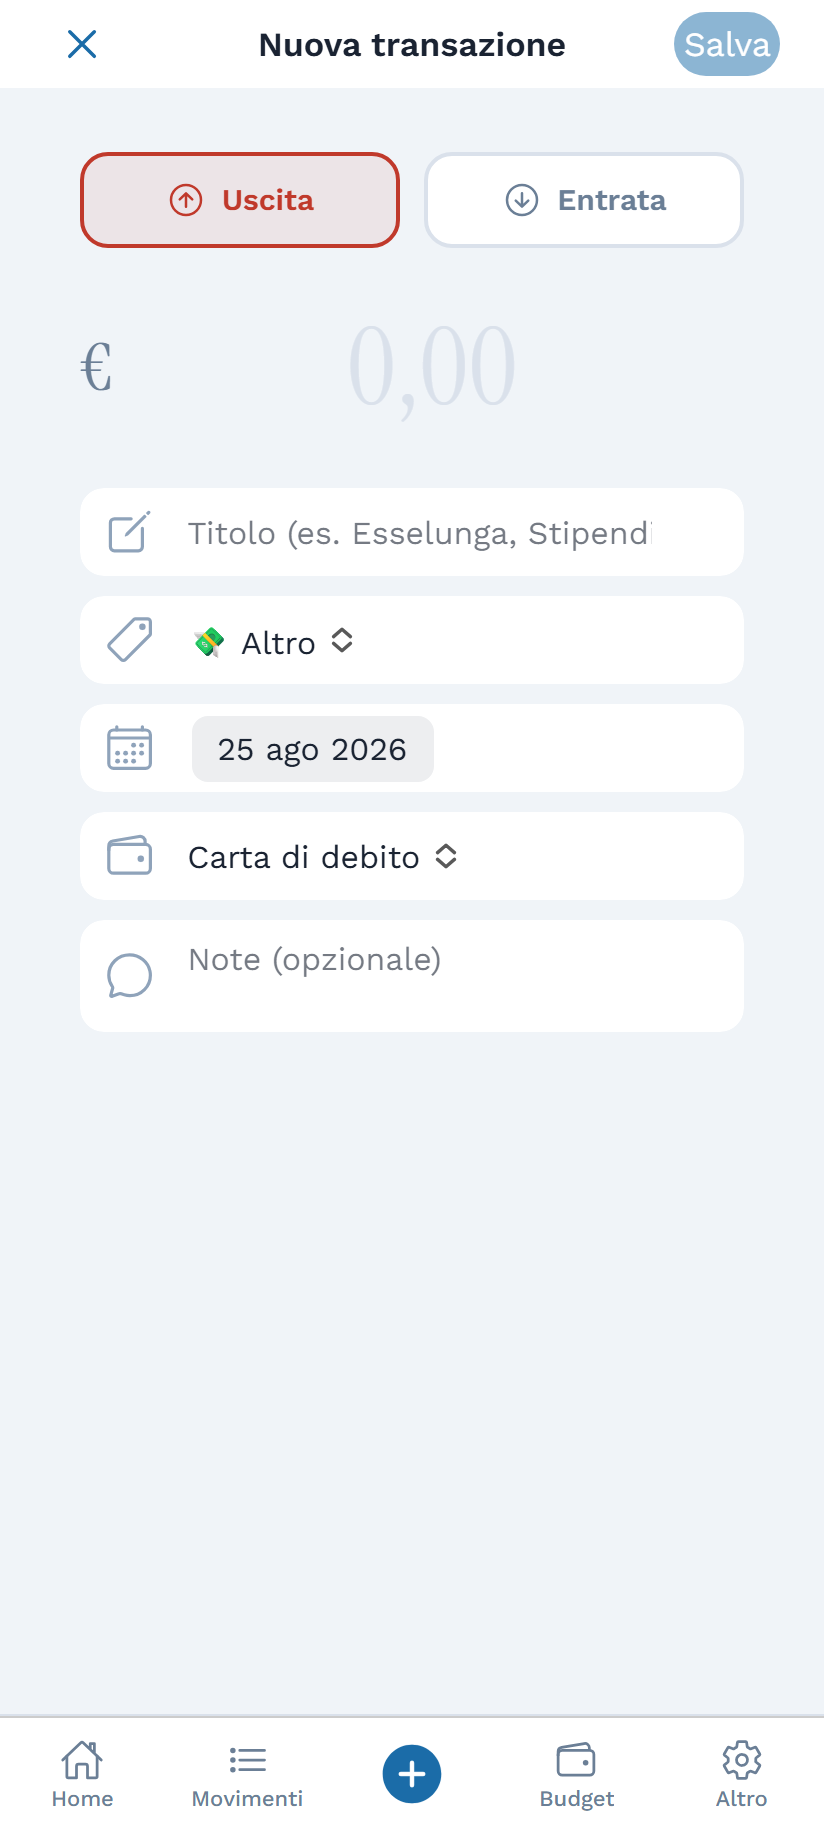 Nuova transazione
Salva
Uscita
Entrata
€
0,00
Titolo (es. Esselunga, Stipendi
Altro
25 ago 2026
Carta di debito
Note (opzionale)
Home
Movimenti
Budget
Altro